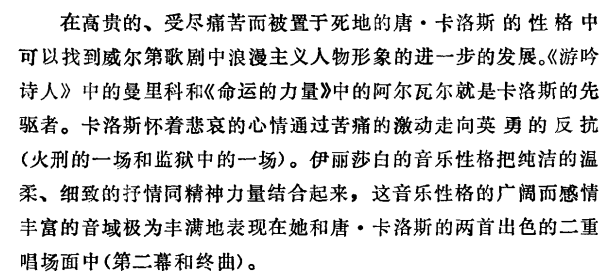 在高贵的、受尽痛苦而被置于死地的唐·卡洛斯的性格中
可以找到威尔第歌剧中浪漫主义人物形象的进一步的发展。《游吟
诗人》中的曼里科和《命运的力量》中的阿尔瓦尔就是卡洛斯的先
驱者。卡洛斯怀着悲哀的心情通过苦痛的激动走向英勇的反抗
(火刑的一场和监狱中的一场)。伊丽莎白的音乐性格把纯洁的温
柔、细致的抒情同精神力量结合起来，这音乐性格的广阔而感情
丰富的音域极为丰满地表现在她和唐·卡洛斯的两首出色的二重
唱场面中(第二幕和终曲)。